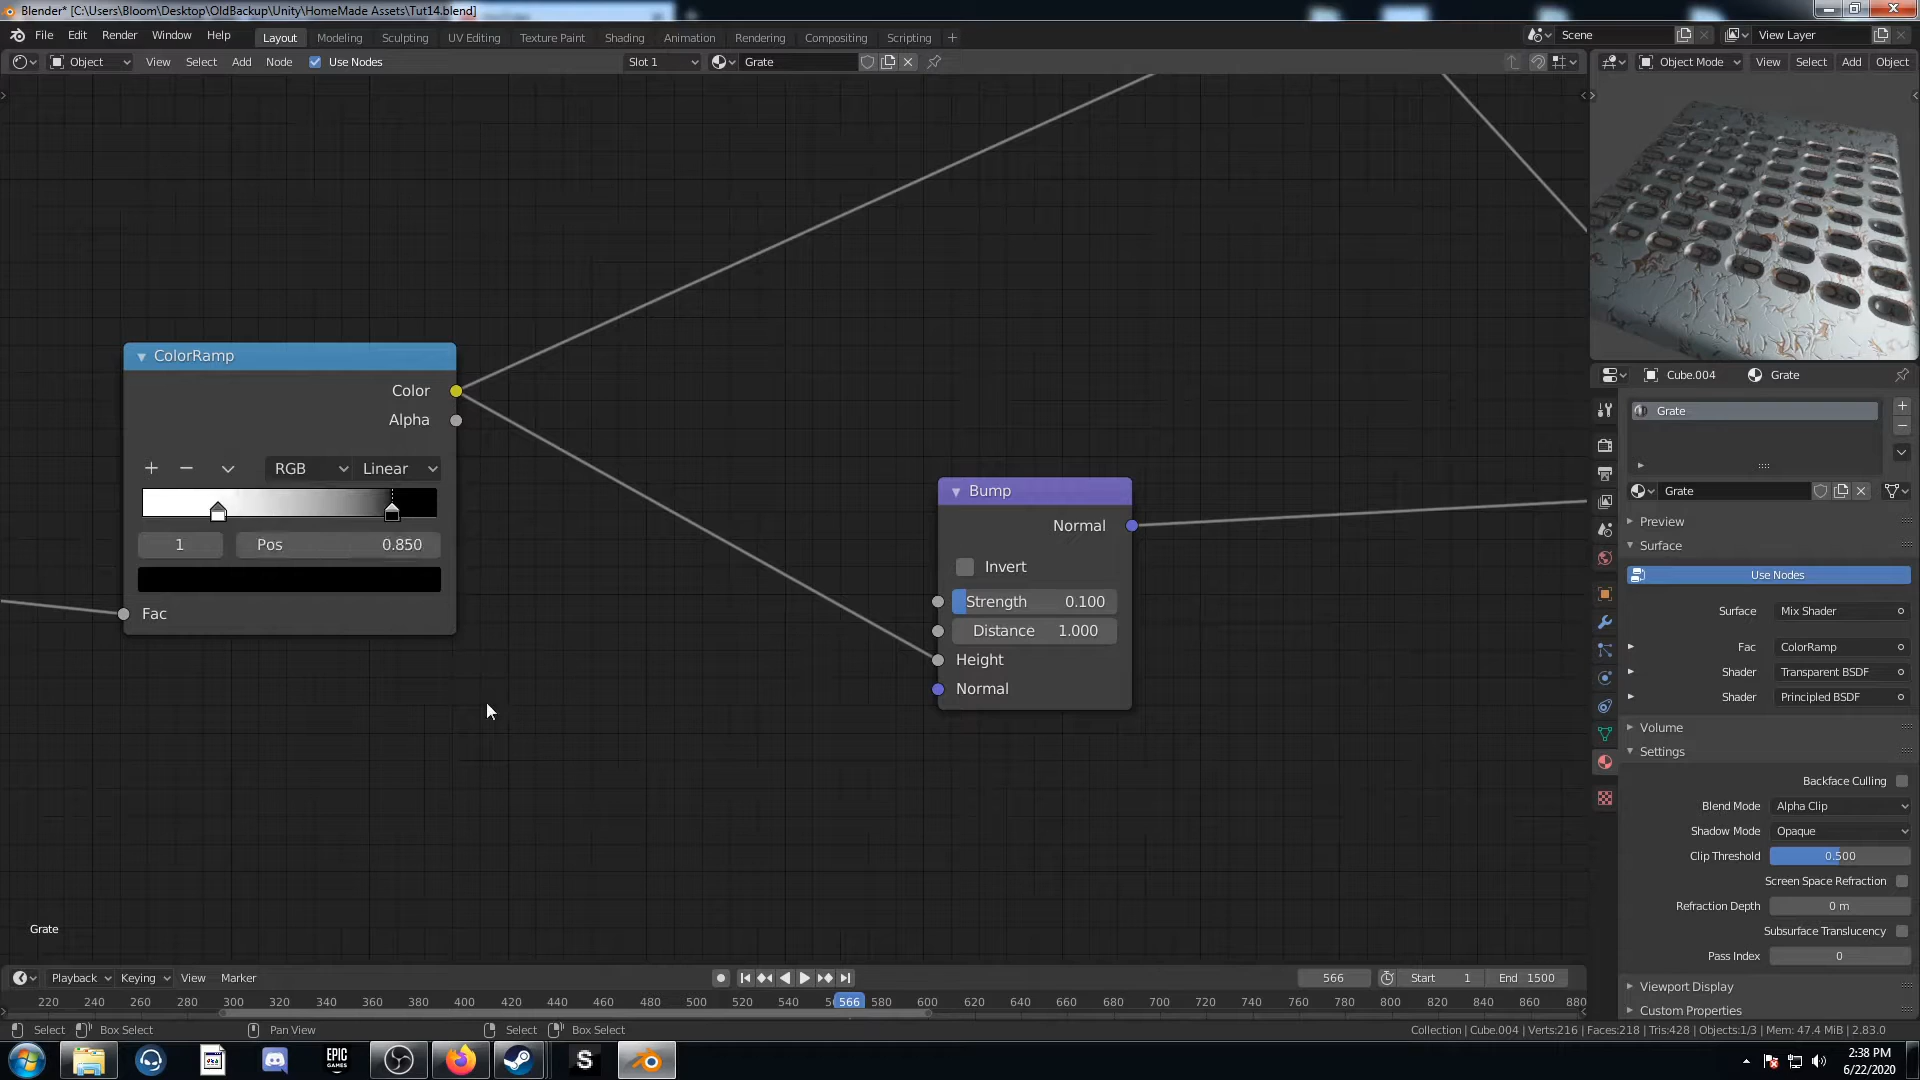 Blender* [C:\Users\Bloom\Desktop\OldBackup\Unity\HomeMade Assets\Tut14.blend]
File Edit Render Window Help Layout Modeling Sculpting UV Editing Texture Paint Shading Animation Rendering Compositing Scripting + Scene View Layer
Object View Select Add Node Use Nodes Slot 1 Grate Object Mode View Select Add Object
ColorRamp
Color
Alpha
RGB Linear
1 Pos 0.850
Fac
Bump
Normal
Invert
Strength 0.100
Distance 1.000
Height
Normal
Grate
Cube.004 Grate
Grate
Grate
Preview
Surface
Use Nodes
Surface Mix Shader
Fac ColorRamp
Shader Transparent BSDF
Shader Principled BSDF
Volume
Settings
Backface Culling
Blend Mode Alpha Clip
Shadow Mode Opaque
Clip Threshold 0.500
Screen Space Refraction
Refraction Depth 0 m
Subsurface Translucency
Pass Index 0
Viewport Display
Custom Properties
Playback Keying View Marker 566 Start 1 End 1500
220 240 260 280 300 320 340 360 380 400 420 440 460 480 500 520 540 566 580 600 620 640 660 680 700 720 740 760 780 800 820 840 860 880
Select Box Select Pan View Select Box Select Collection | Cube.004 | Verts:216 | Faces:218 | Tris:428 | Objects:1/3 | Mem: 47.4 MiB | 2.83.0
EPIC GAMES
S
2:38 PM
6/22/2020